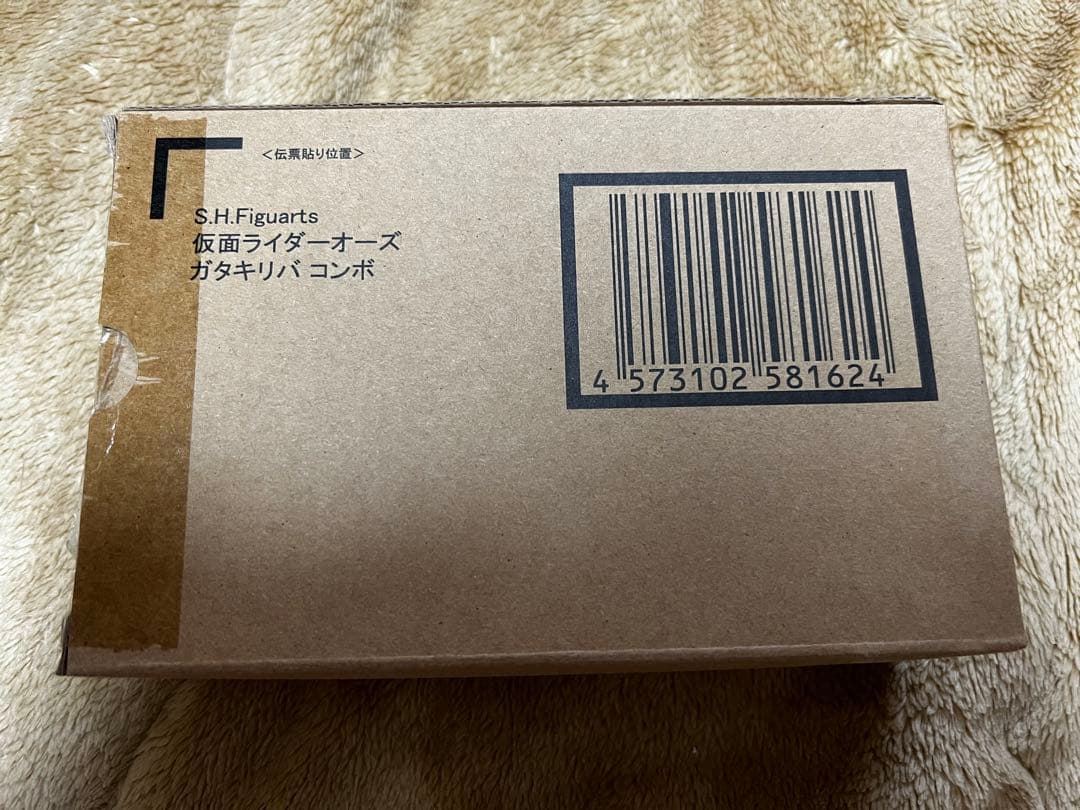 <伝票貼り位置>
S.H.Figuarts
仮面ライダーオーズ
ガタキリバ コンボ
4 573102 581624